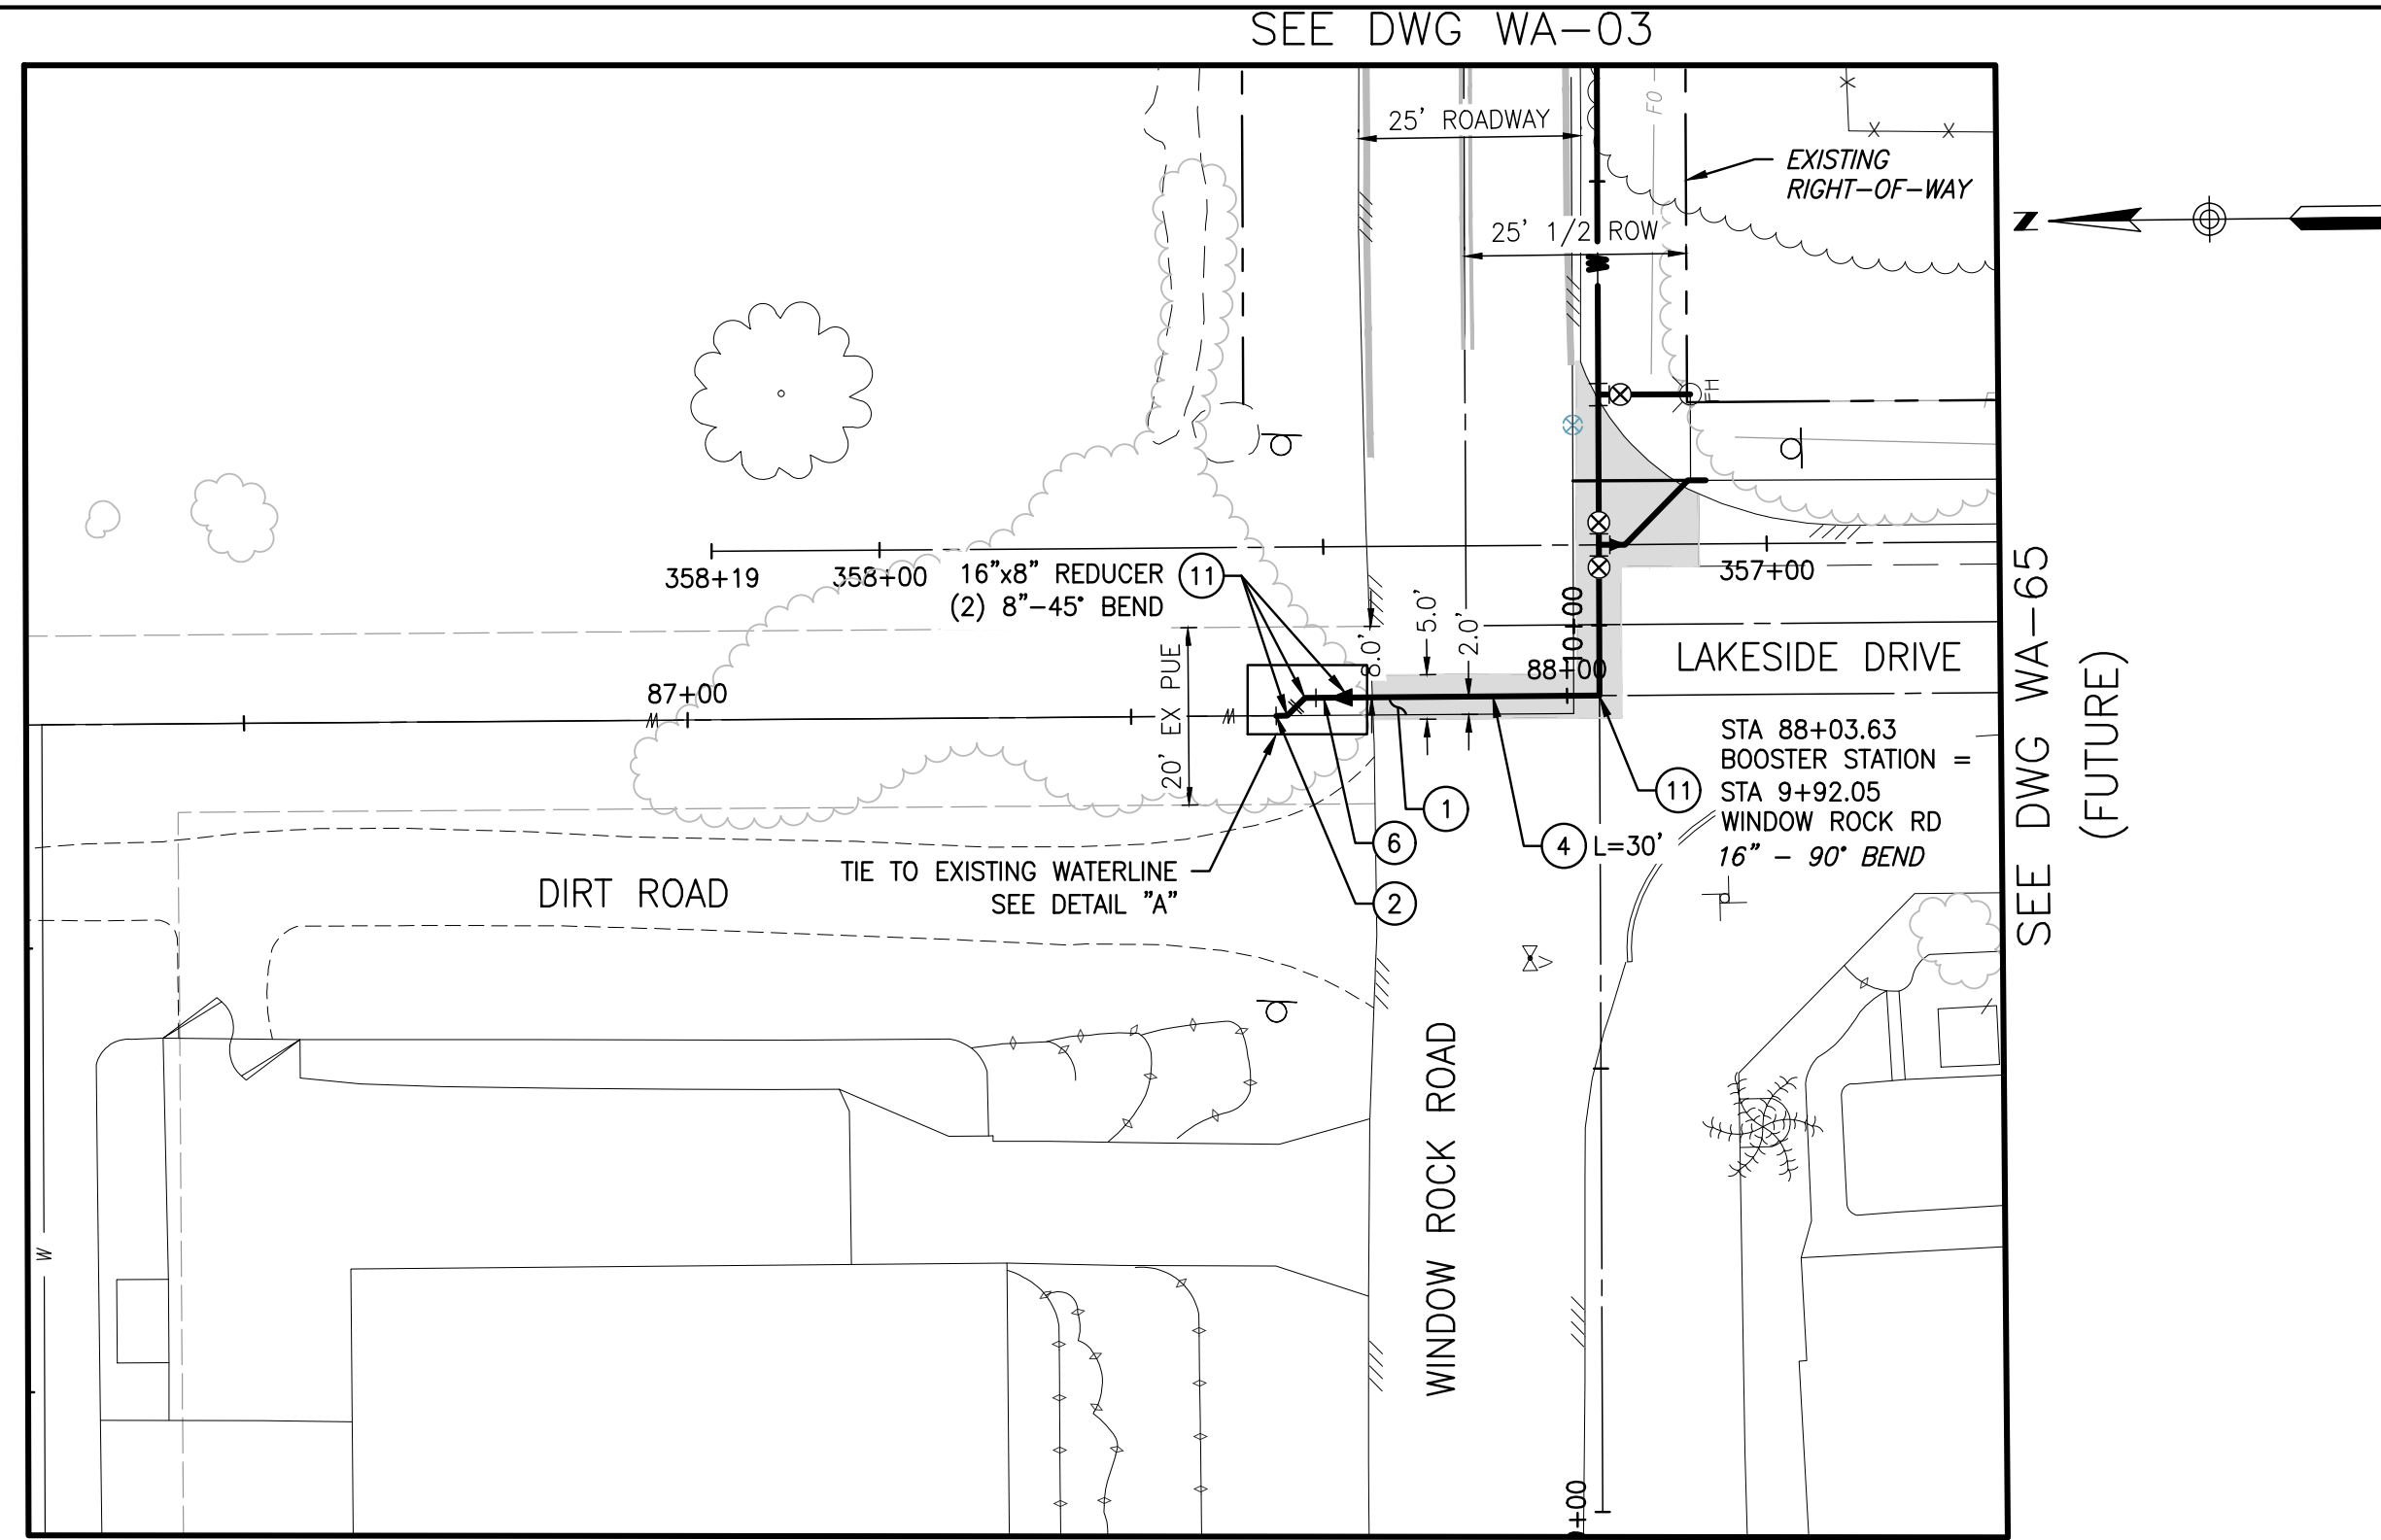 SEE DWG WA-03
25' ROADWAY
FO
EXISTING
RIGHT-OF-WAY
25' 1/2 ROW
N
FH
358+19
358+00
16"x8" REDUCER
(2) 8"-45° BEND
11
357+00
10+00
5.0'
2.0'
8.0'
88+00
LAKESIDE DRIVE
87+00
W
W
20' EX PUE
SEE DWG WA-65
(FUTURE)
STA 88+03.63
BOOSTER STATION =
STA 9+92.05
WINDOW ROCK RD
16" - 90° BEND
11
1
6
4
L=30'
2
TIE TO EXISTING WATERLINE
SEE DETAIL "A"
DIRT ROAD
WINDOW ROCK ROAD
W
+00